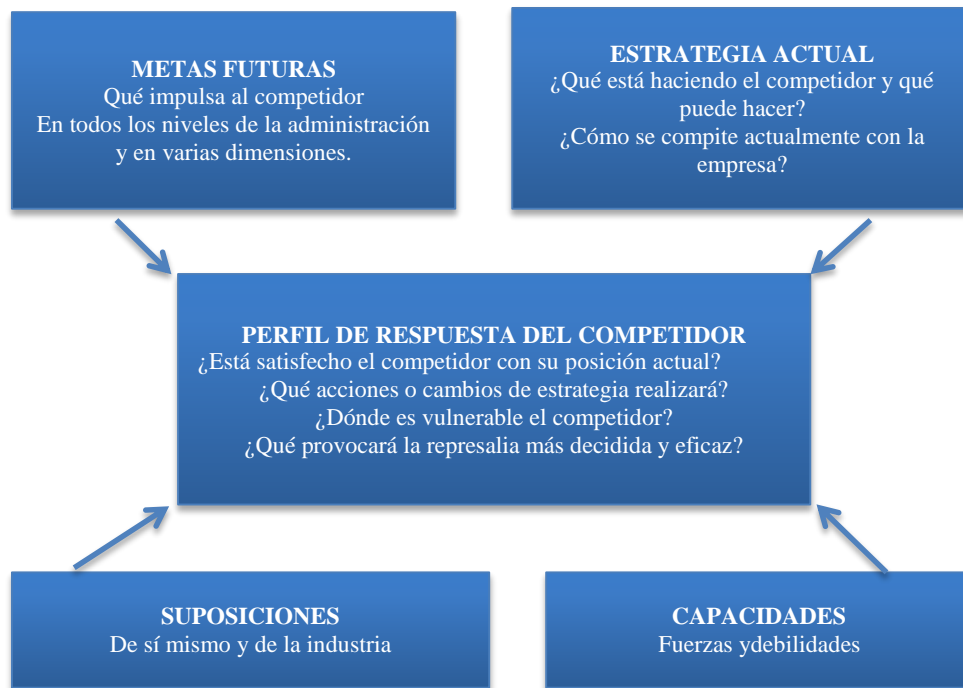 METAS FUTURAS
Qué impulsa al competidor
En todos los niveles de la administración
y en varias dimensiones.
ESTRATEGIA ACTUAL
¿Qué está haciendo el competidor y qué
puede hacer?
¿Cómo se compite actualmente con la
empresa?
PERFIL DE RESPUESTA DEL COMPETIDOR
¿Está satisfecho el competidor con su posición actual?
¿Qué acciones o cambios de estrategia realizará?
¿Dónde es vulnerable el competidor?
¿Qué provocará la represalia más decidida y eficaz?
SUPOSICIONES
De sí mismo y de la industria
CAPACIDADES
Fuerzas ydebilidades